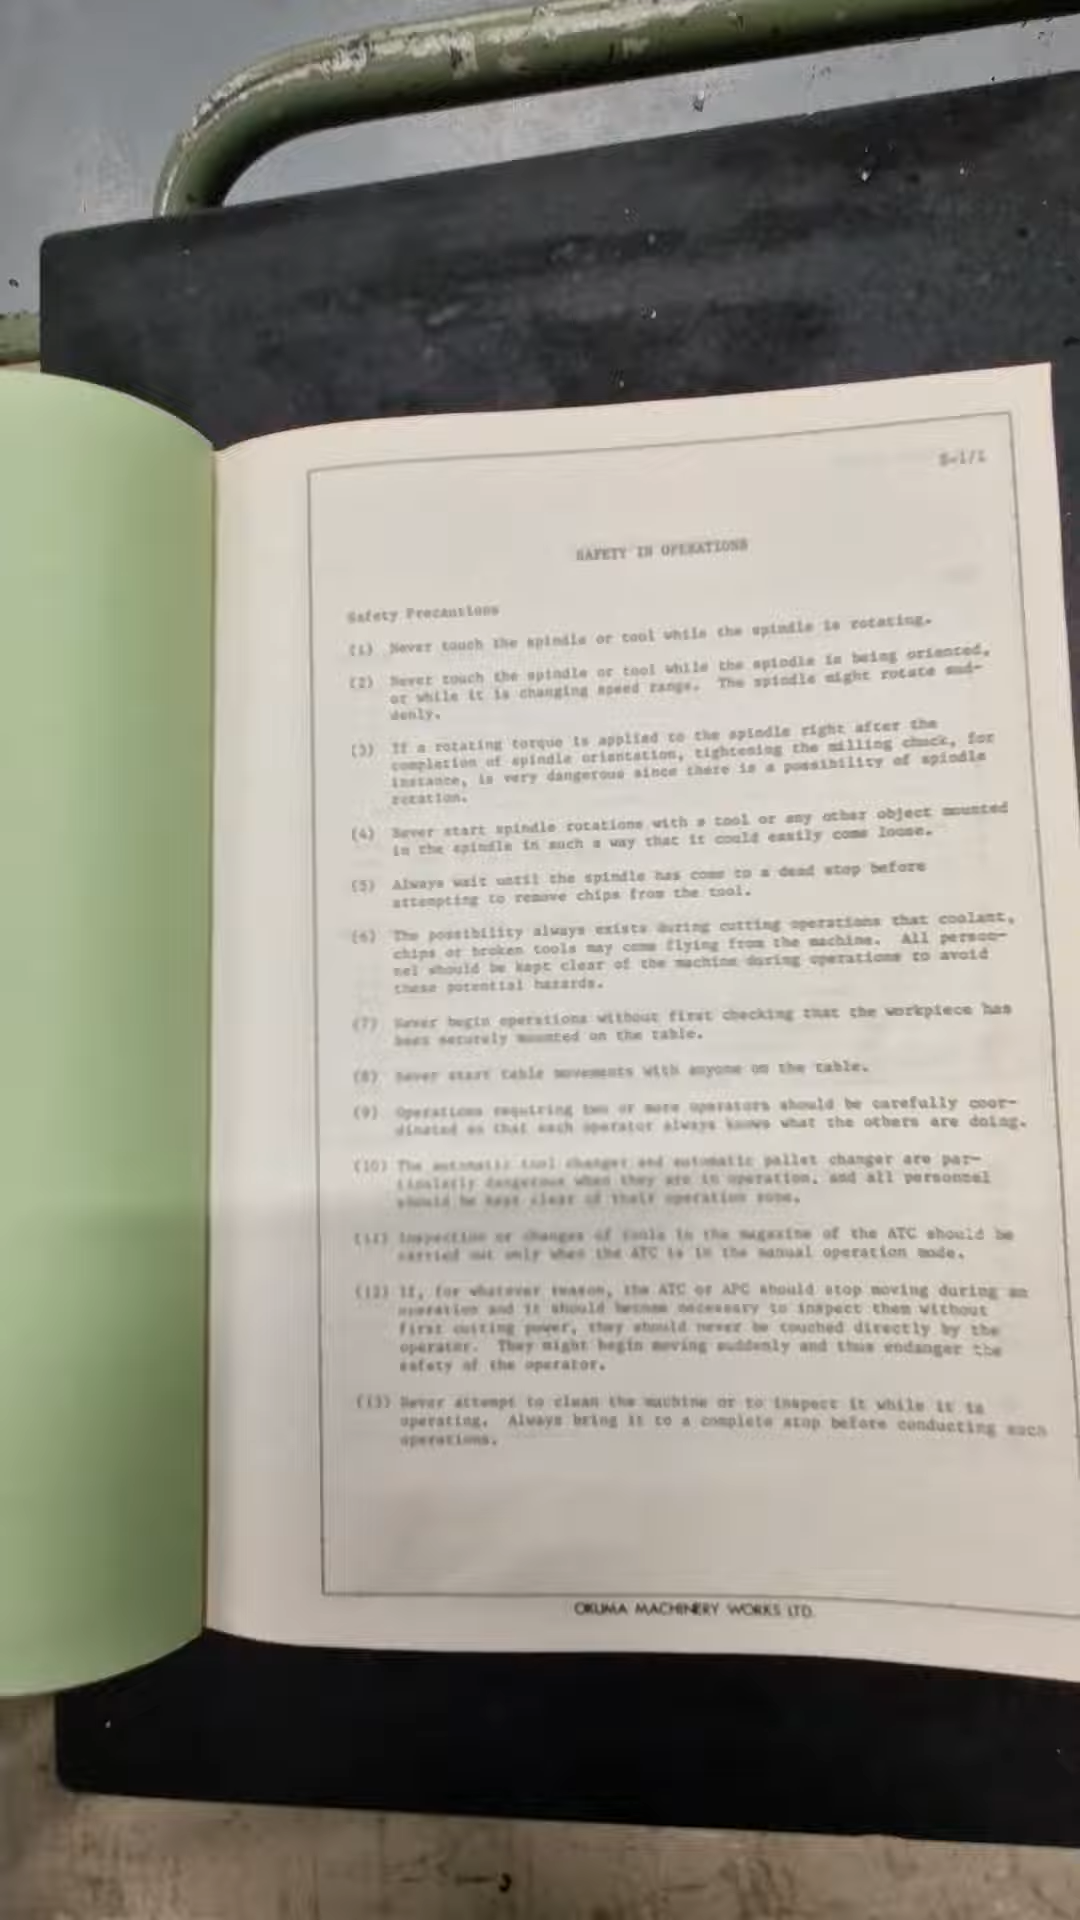 S-1/1
SAFETY IN OPERATIONS
Safety Precautions
(1) Never touch the spindle or tool while the spindle is rotating.
(2) Never touch the spindle or tool while the spindle is being oriented,
or while it is changing speed range. The spindle might rotate sud-
denly.
(3) If a rotating torque is applied to the spindle right after the
completion of spindle orientation, tightening the milling chuck, for
instance, is very dangerous since there is a possibility of spindle
rotation.
(4) Never start spindle rotations with a tool or any other object mounted
in the spindle in such a way that it could easily come loose.
(5) Always wait until the spindle has come to a dead stop before
attempting to remove chips from the tool.
(6) The possibility always exists during cutting operations that coolant,
chips or broken tools may come flying from the machine. All person-
nel should be kept clear of the machine during operations to avoid
these potential hazards.
(7) Never begin operations without first checking that the workpiece has
been securely mounted on the table.
(8) Never start table movements with anyone on the table.
(9) Operations requiring two or more operators should be carefully coor-
dinated so that each operator always knows what the others are doing.
(10) The automatic tool changer and automatic pallet changer are par-
ticularly dangerous when they are in operation, and all personnel
should be kept clear of their operation zone.
(11) Inspection or changes of tools in the magazine of the ATC should be
carried out only when the ATC is in the manual operation mode.
(12) If, for whatever reason, the ATC or APC should stop moving during an
operation and it should become necessary to inspect them without
first cutting power, they should never be touched directly by the
operator. They might begin moving suddenly and thus endanger the
safety of the operator.
(13) Never attempt to clean the machine or to inspect it while it is
operating. Always bring it to a complete stop before conducting such
operations.
OKUMA MACHINERY WORKS LTD.